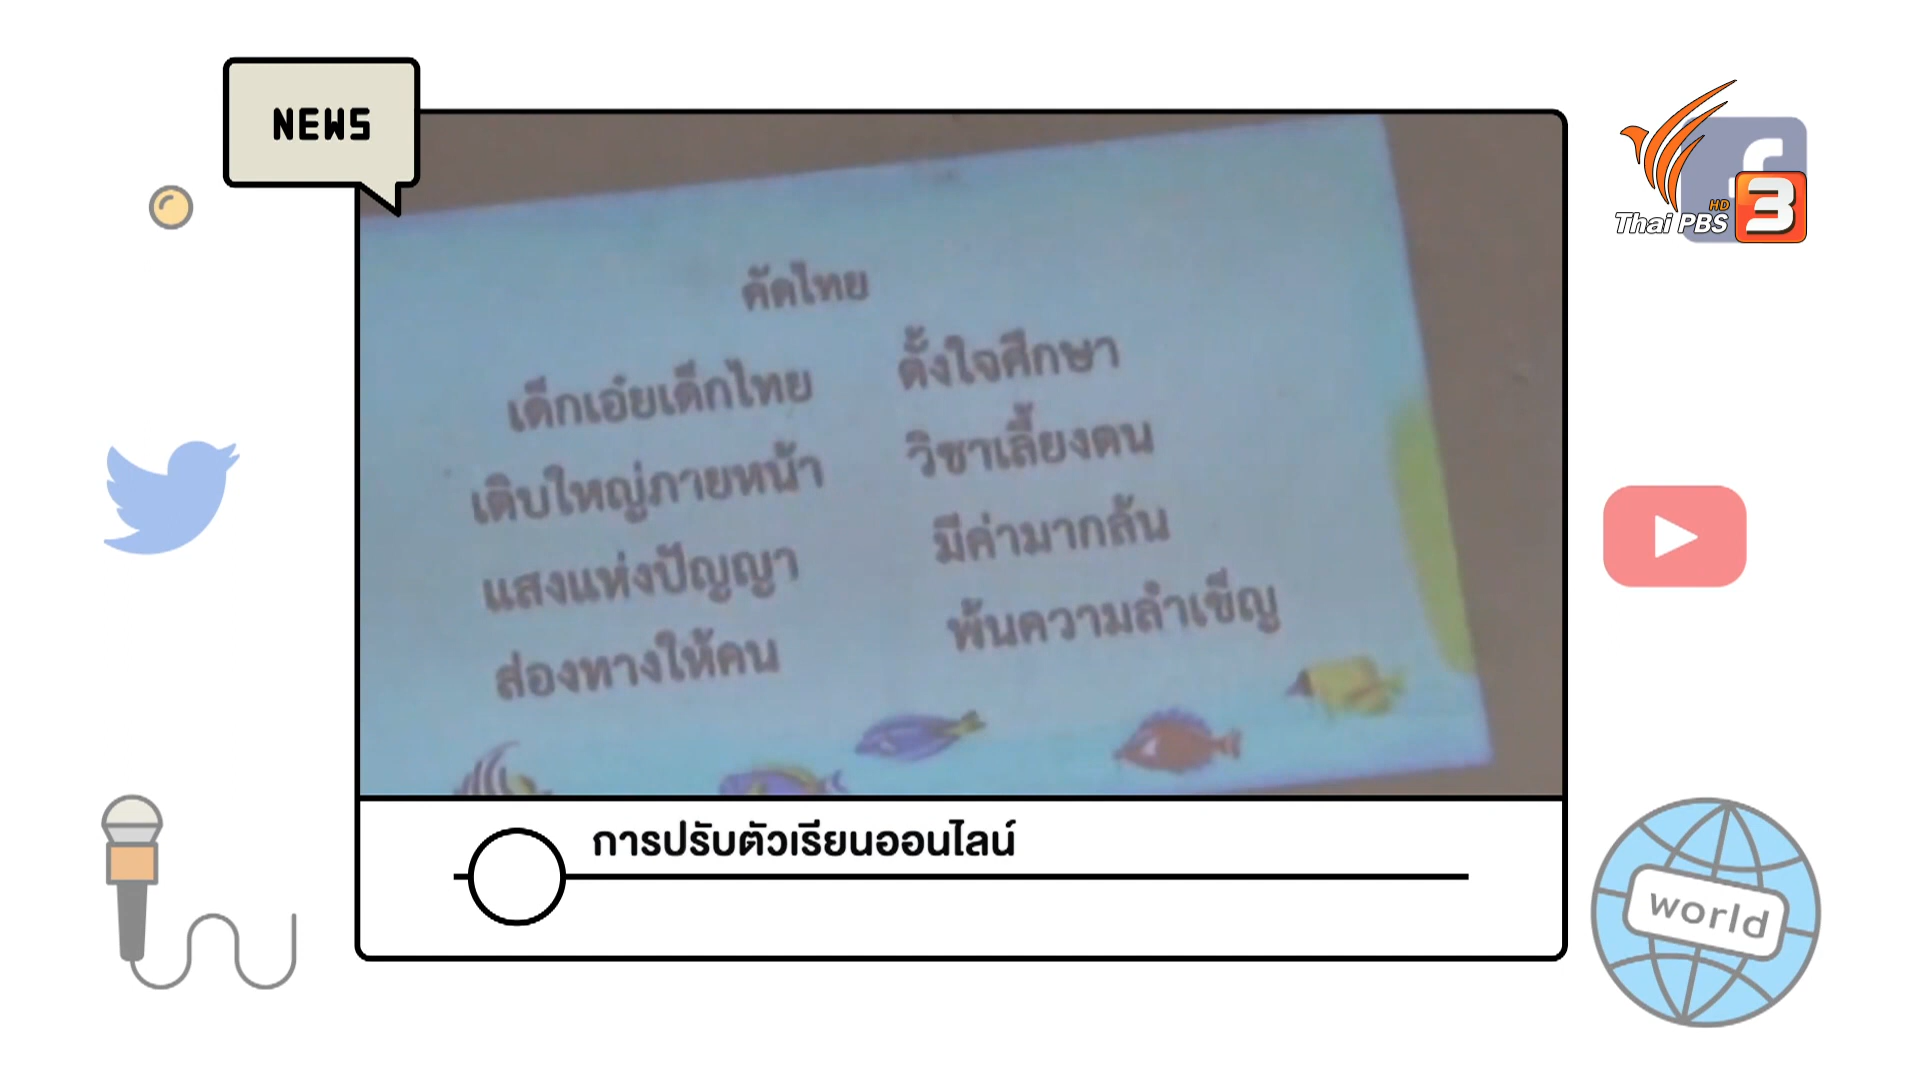 NEWS
f
HD
Thai PBS 3
คัดไทย
เด็กเอ๋ยเด็กไทย ตั้งใจศึกษา
เติบใหญ่ภายหน้า วิชาเลี้ยงตน
แสงแห่งปัญญา มีค่ามากล้น
ส่องทางให้คน พ้นความลำเข็ญ
การปรับตัวเรียนออนไลน์
world